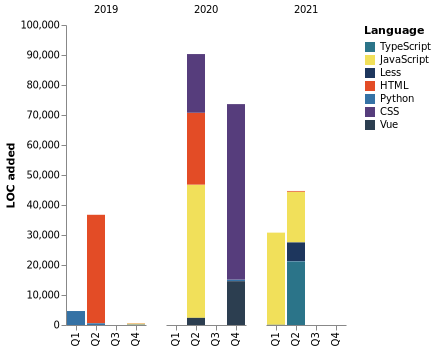 2019 2020 2021
LOC added
100,000
90,000
80,000
70,000
60,000
50,000
40,000
30,000
20,000
10,000
0
Q1 Q2 Q3 Q4 Q1 Q2 Q3 Q4 Q1 Q2 Q3 Q4
Language
TypeScript
JavaScript
Less
HTML
Python
CSS
Vue